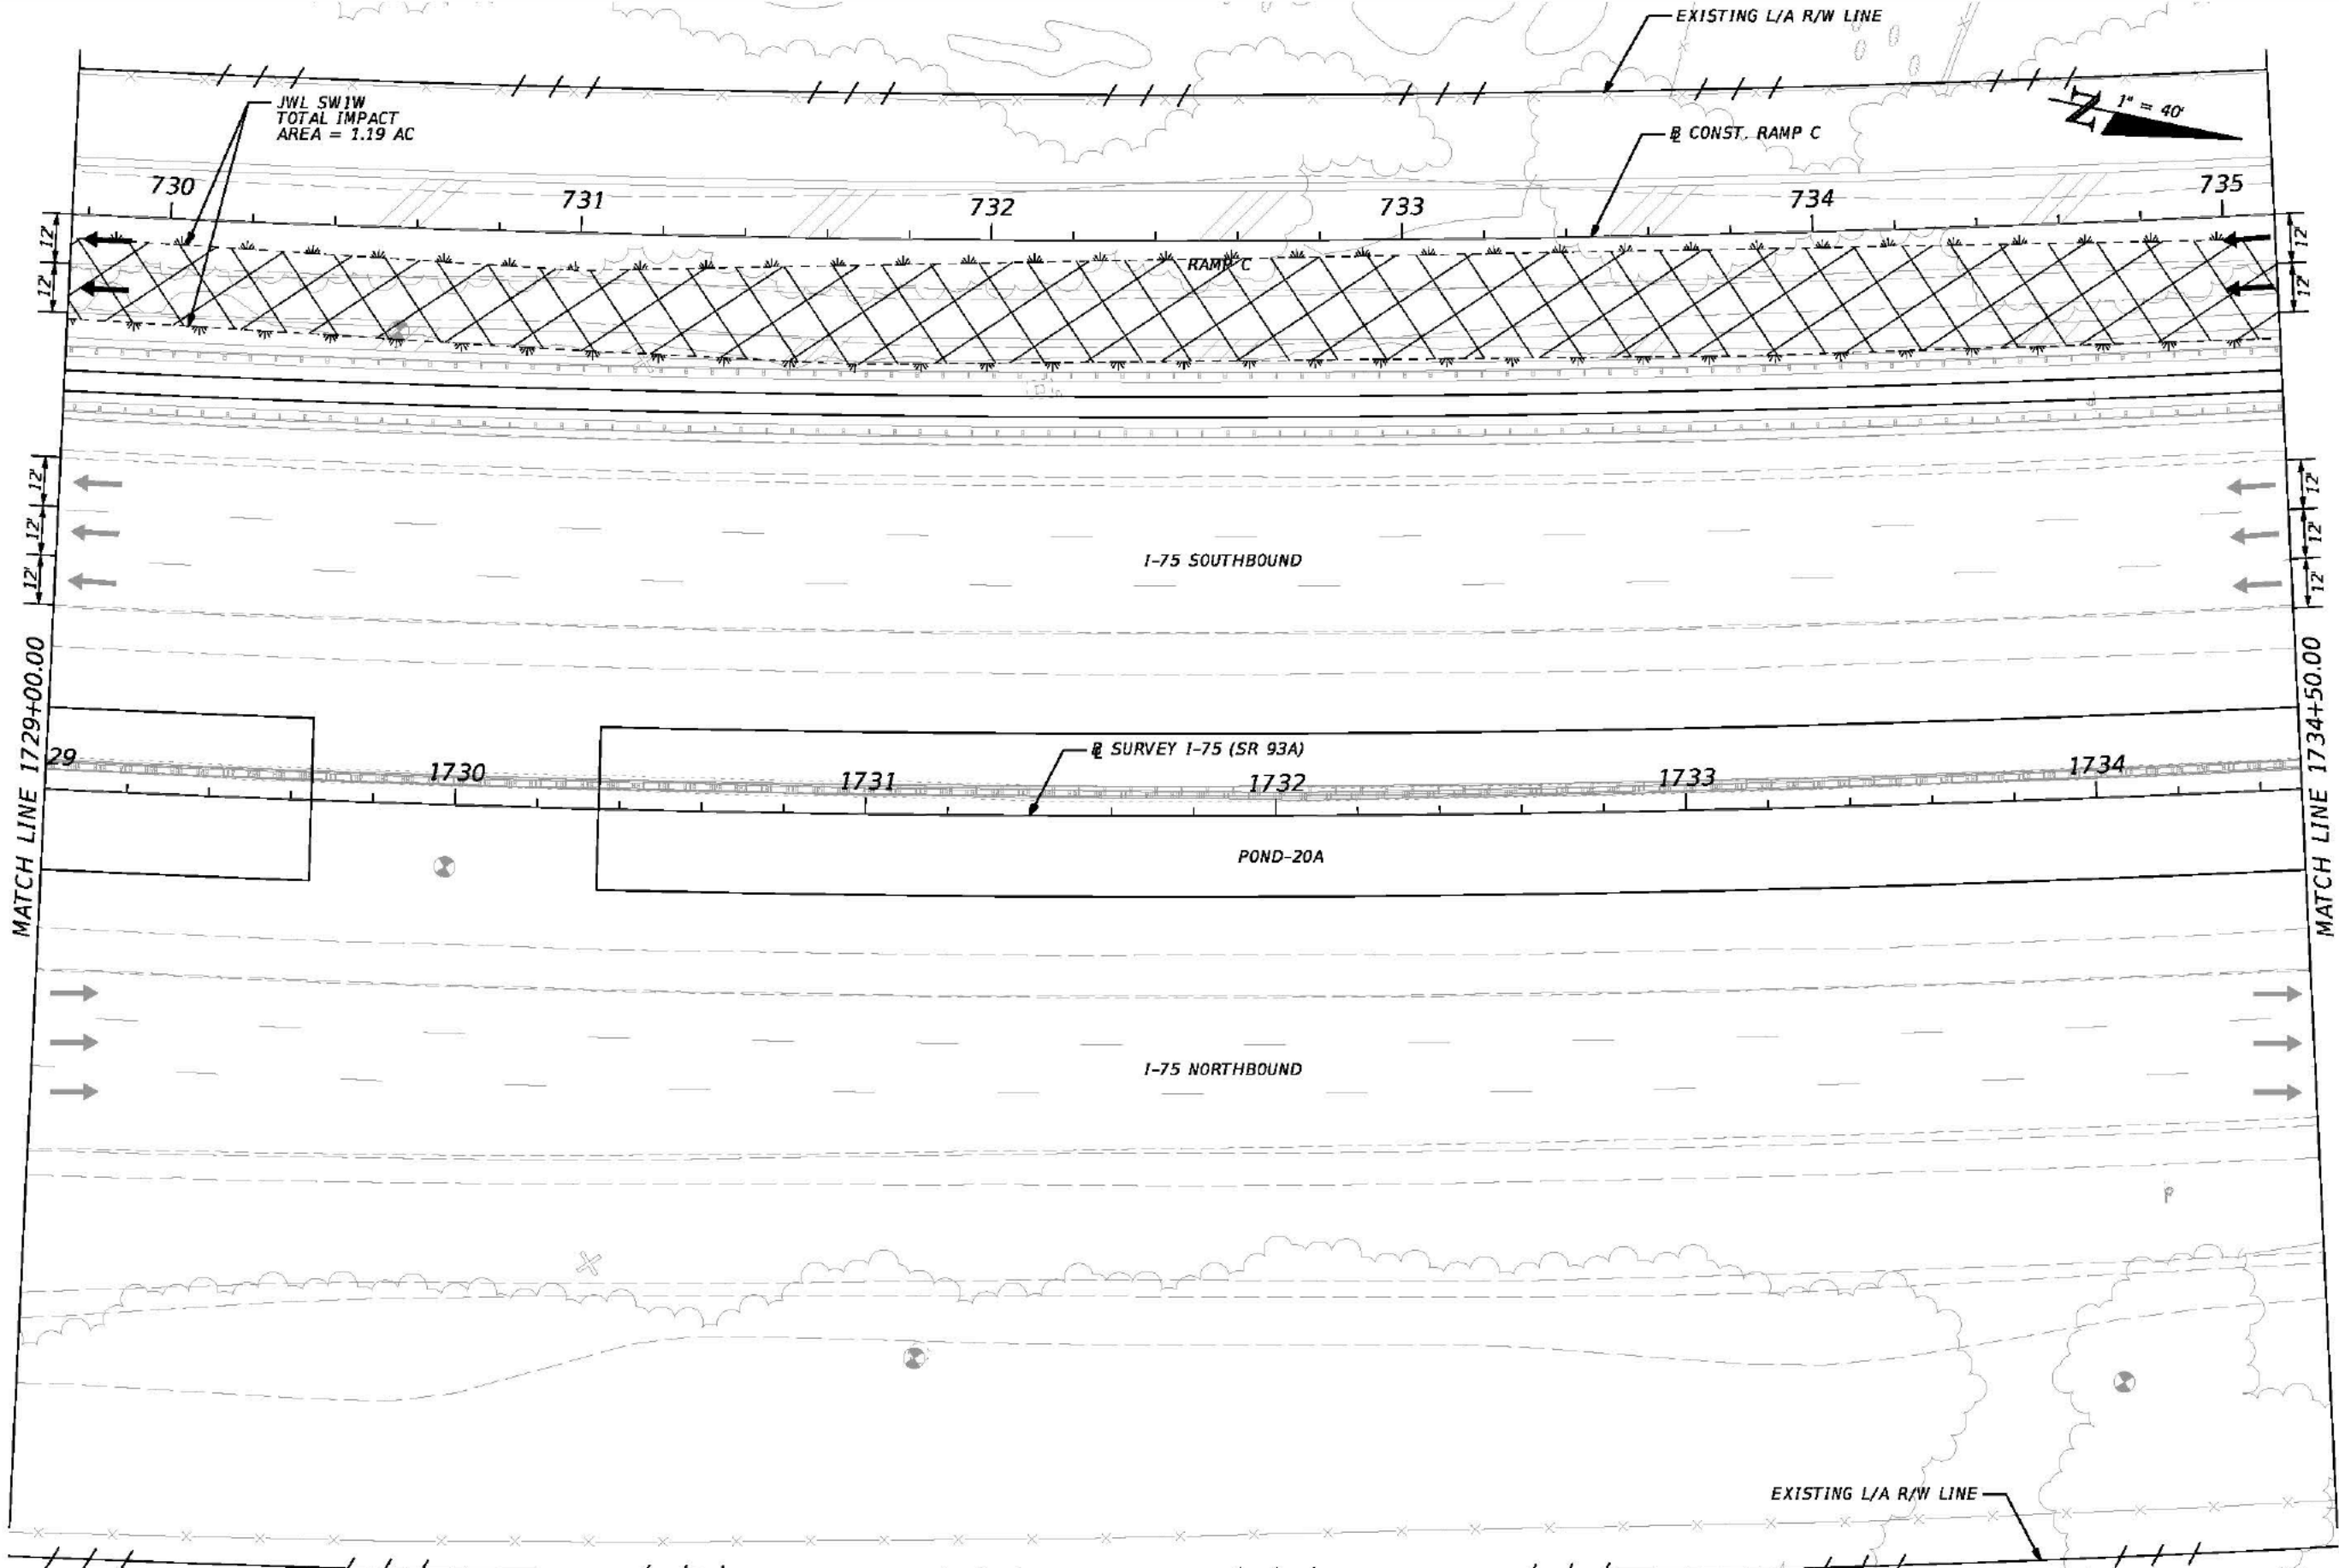 EXISTING L/A R/W LINE
JWL SW1W
TOTAL IMPACT
AREA = 1.19 AC
N
1" = 40'
℄ CONST. RAMP C
730
731
732
733
734
735
12'
12'
12'
12'
RAMP C
12'
12'
12'
12'
12'
12'
I-75 SOUTHBOUND
MATCH LINE 1729+00.00
MATCH LINE 1734+50.00
29
1730
℄ SURVEY I-75 (SR 93A)
1731
1732
1733
1734
POND-20A
I-75 NORTHBOUND
EXISTING L/A R/W LINE